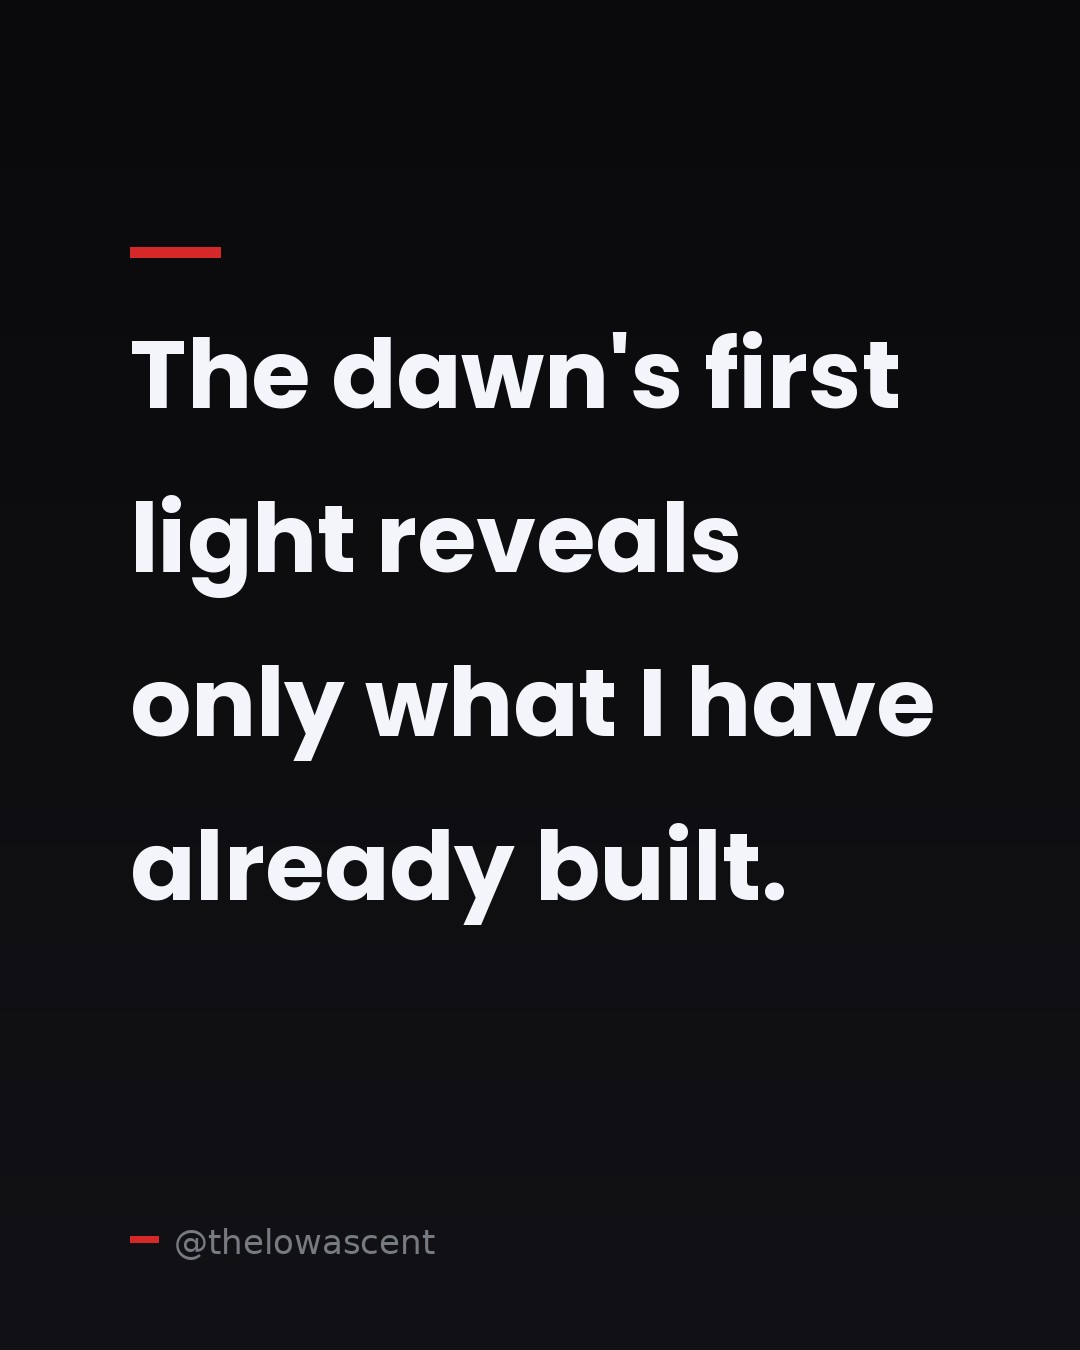 The dawn's first
light reveals
only what I have
already built.
@thelowascent